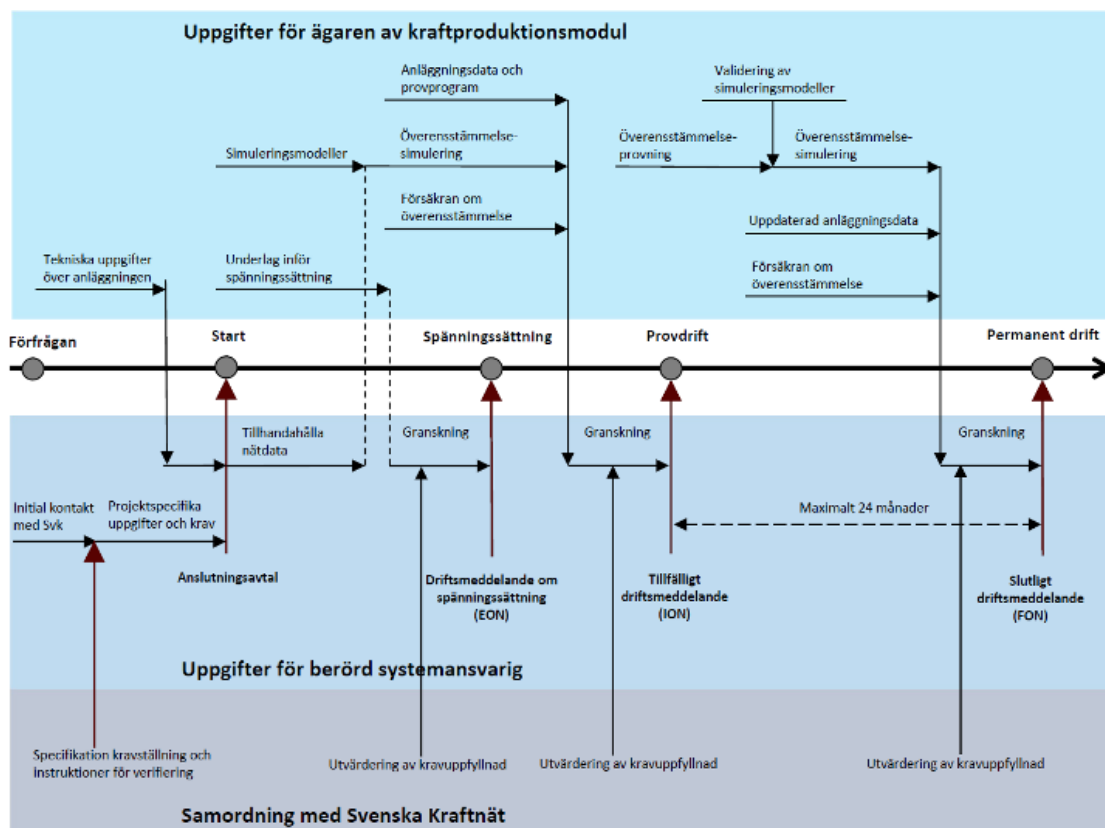 Uppgifter för ägaren av kraftproduktionsmodul
Anläggningsdata och
provprogram
Validering av
simuleringsmodeller
Simuleringsmodeller
Överensstämmelse-
simulering
Överensstämmelse-
provning
Överensstämmelse-
simulering
Försäkran om
överensstämmelse
Uppdaterad anläggningsdata
Tekniska uppgifter
över anläggningen
Underlag inför
spänningssättning
Försäkran om
överensstämmelse
Förfrågan
Start
Spänningssättning
Provdrift
Permanent drift
Tillhandahålla
nätdata
Granskning
Granskning
Granskning
Initial kontakt
med Svk
Projektspecifika
uppgifter och krav
Maximalt 24 månader
Anslutningsavtal
Driftsmeddelande om
spänningssättning
(EON)
Tillfälligt
driftsmeddelande
(ION)
Slutligt
driftsmeddelande
(FON)
Uppgifter för berörd systemansvarig
Specifikation kravställning och
instruktioner för verifiering
Utvärdering av kravuppfyllnad
Utvärdering av kravuppfyllnad
Utvärdering av kravuppfyllnad
Samordning med Svenska Kraftnät